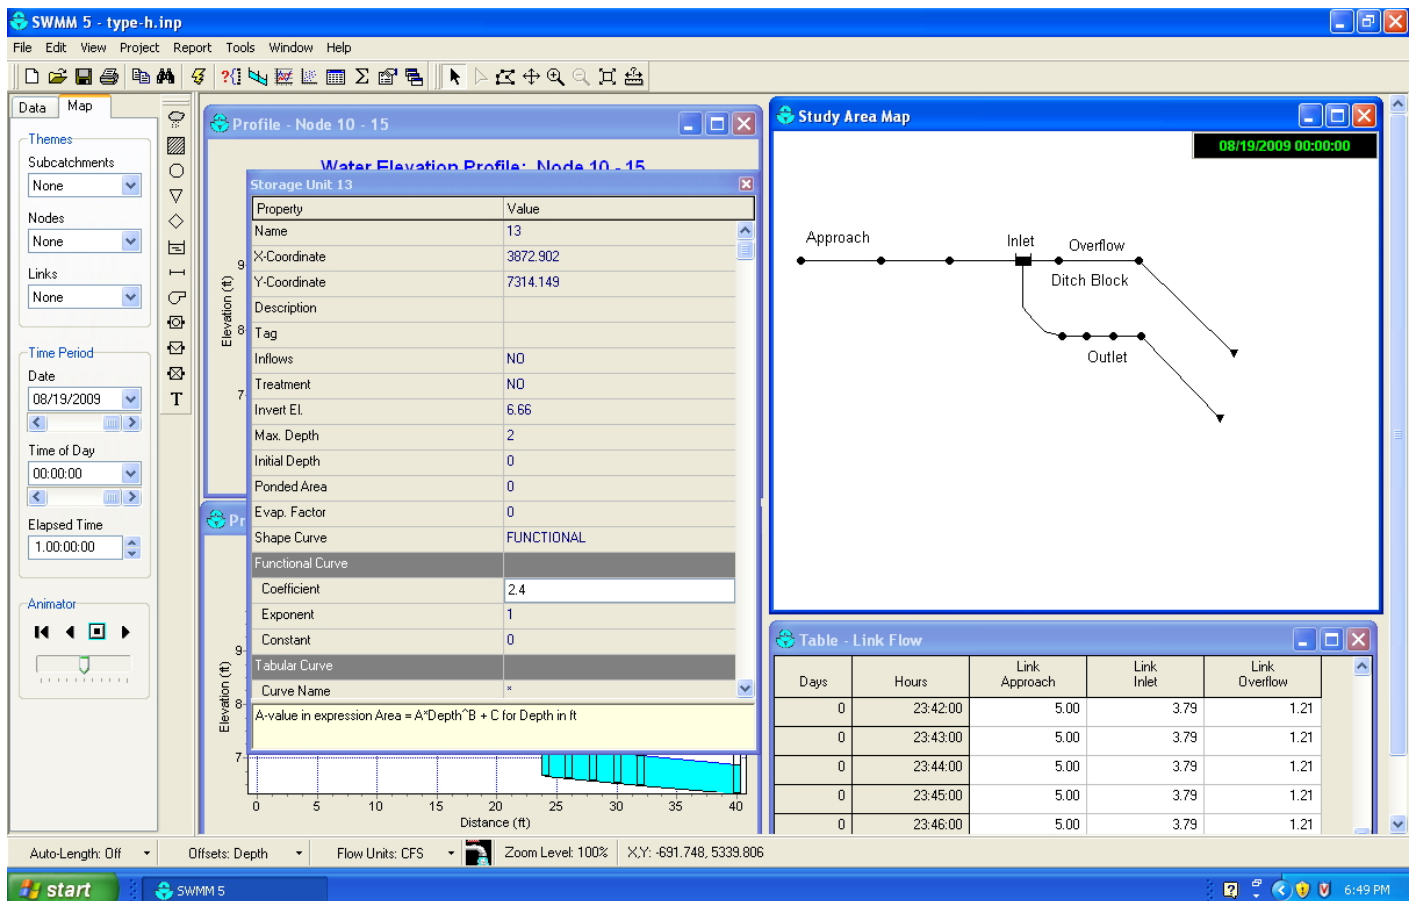 SWMM 5 - type-h.inp
File Edit View Project Report Tools Window Help
Data Map
Themes
Subcatchments
None
Nodes
None
Links
None
Time Period
Date
08/19/2009
Time of Day
00:00:00
Elapsed Time
1.00:00:00
Animator
T
Profile - Node 10 - 15
Water Elevation Profile: Node 10 - 15
Elevation (ft)
9
8
7
Storage Unit 13
Property Value
Name 13
X-Coordinate 3872.902
Y-Coordinate 7314.149
Description
Tag
Inflows NO
Treatment NO
Invert El. 6.66
Max. Depth 2
Initial Depth 0
Ponded Area 0
Evap. Factor 0
Shape Curve FUNCTIONAL
Functional Curve
Coefficient 2.4
Exponent 1
Constant 0
Tabular Curve
Curve Name *
A-value in expression Area = A*Depth^B + C for Depth in ft
Pr
Elevation (ft)
9
8
7
0 5 10 15 20 25 30 35 40
Distance (ft)
Study Area Map
08/19/2009 00:00:00
Approach Inlet Overflow
Ditch Block
Outlet
Table - Link Flow
Days Hours Link Approach Link Inlet Link Overflow
0 23:42:00 5.00 3.79 1.21
0 23:43:00 5.00 3.79 1.21
0 23:44:00 5.00 3.79 1.21
0 23:45:00 5.00 3.79 1.21
0 23:46:00 5.00 3.79 1.21
Auto-Length: Off Offsets: Depth Flow Units: CFS Zoom Level: 100% X,Y: -691.748, 5339.806
start SWMM 5 6:49 PM